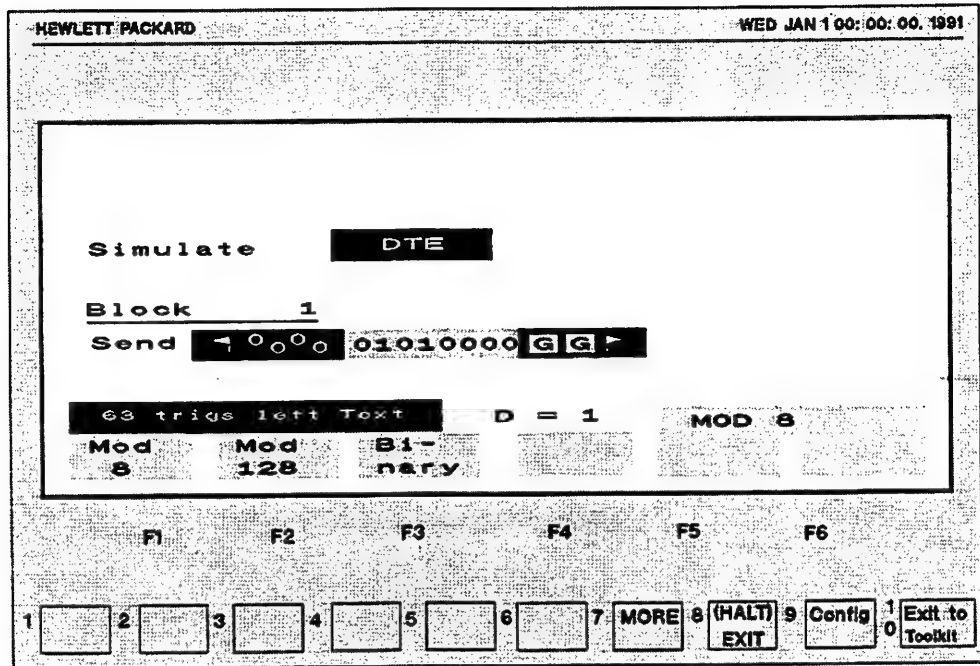 HEWLETT PACKARD WED JAN 1 00: 00: 00. 1991
Simulate DTE
Block 1
Send 0000 01010000 G G
63 trigs left Text D = 1 MOD 8
Mod 8 Mod 128 Bi-nary
F1 F2 F3 F4 F5 F6
1 2 3 4 5 6 7 MORE 8 (HALT) EXIT 9 Config 10 Exit to Toolkit